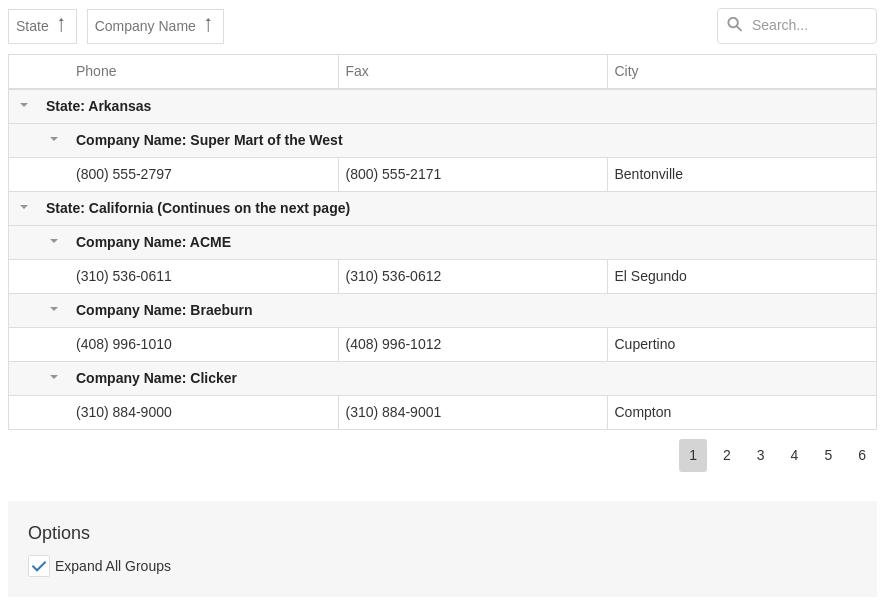 State Company Name Search...
Phone Fax City
State: Arkansas
Company Name: Super Mart of the West
(800) 555-2797 (800) 555-2171 Bentonville
State: California (Continues on the next page)
Company Name: ACME
(310) 536-0611 (310) 536-0612 El Segundo
Company Name: Braeburn
(408) 996-1010 (408) 996-1012 Cupertino
Company Name: Clicker
(310) 884-9000 (310) 884-9001 Compton
1 2 3 4 5 6
Options
Expand All Groups